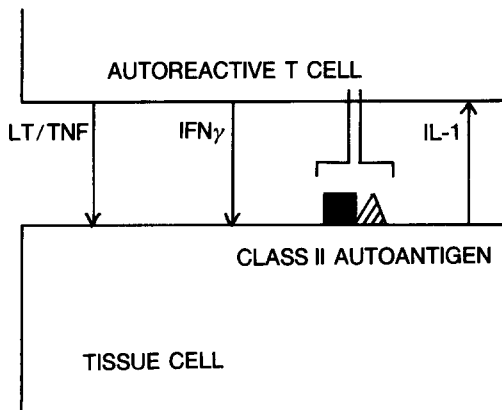 AUTOREACTIVE T CELL
LT/TNF
IFNγ
IL-1
CLASS II AUTOANTIGEN
TISSUE CELL